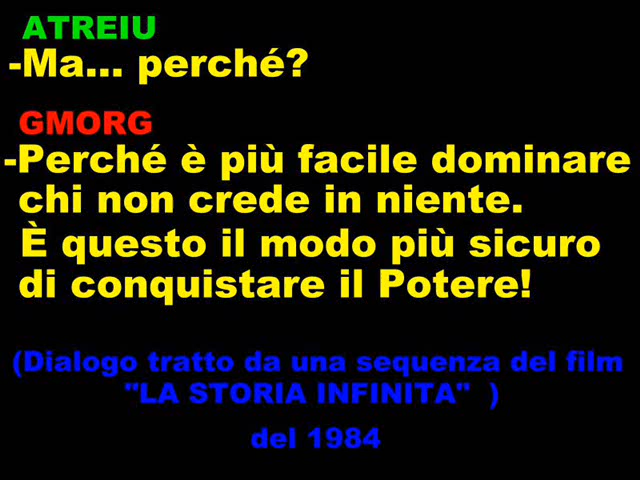 ATREIU
-Ma... perché?
GMORG
-Perché è più facile dominare
chi non crede in niente.
È questo il modo più sicuro
di conquistare il Potere!
(Dialogo tratto da una sequenza del film
"LA STORIA INFINITA" )
del 1984